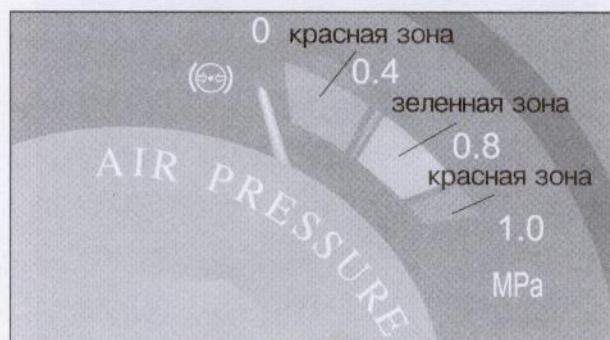 0 красная зона
0.4
зеленная зона
0.8
красная зона
1.0
MPa
AIR PRESSURE